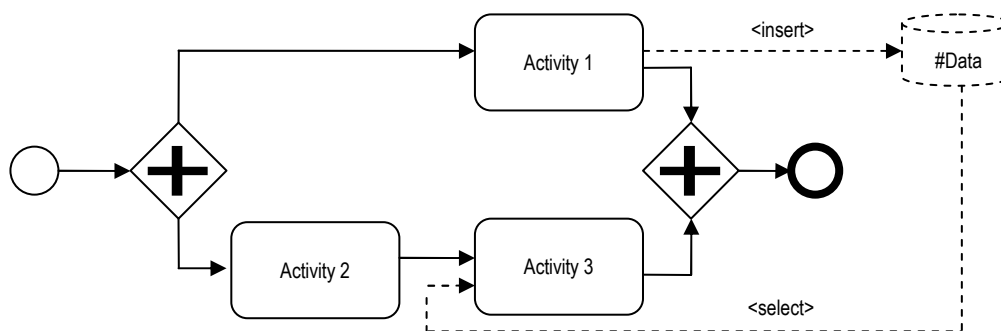 <insert>
Activity 1
#Data
Activity 2
Activity 3
<select>